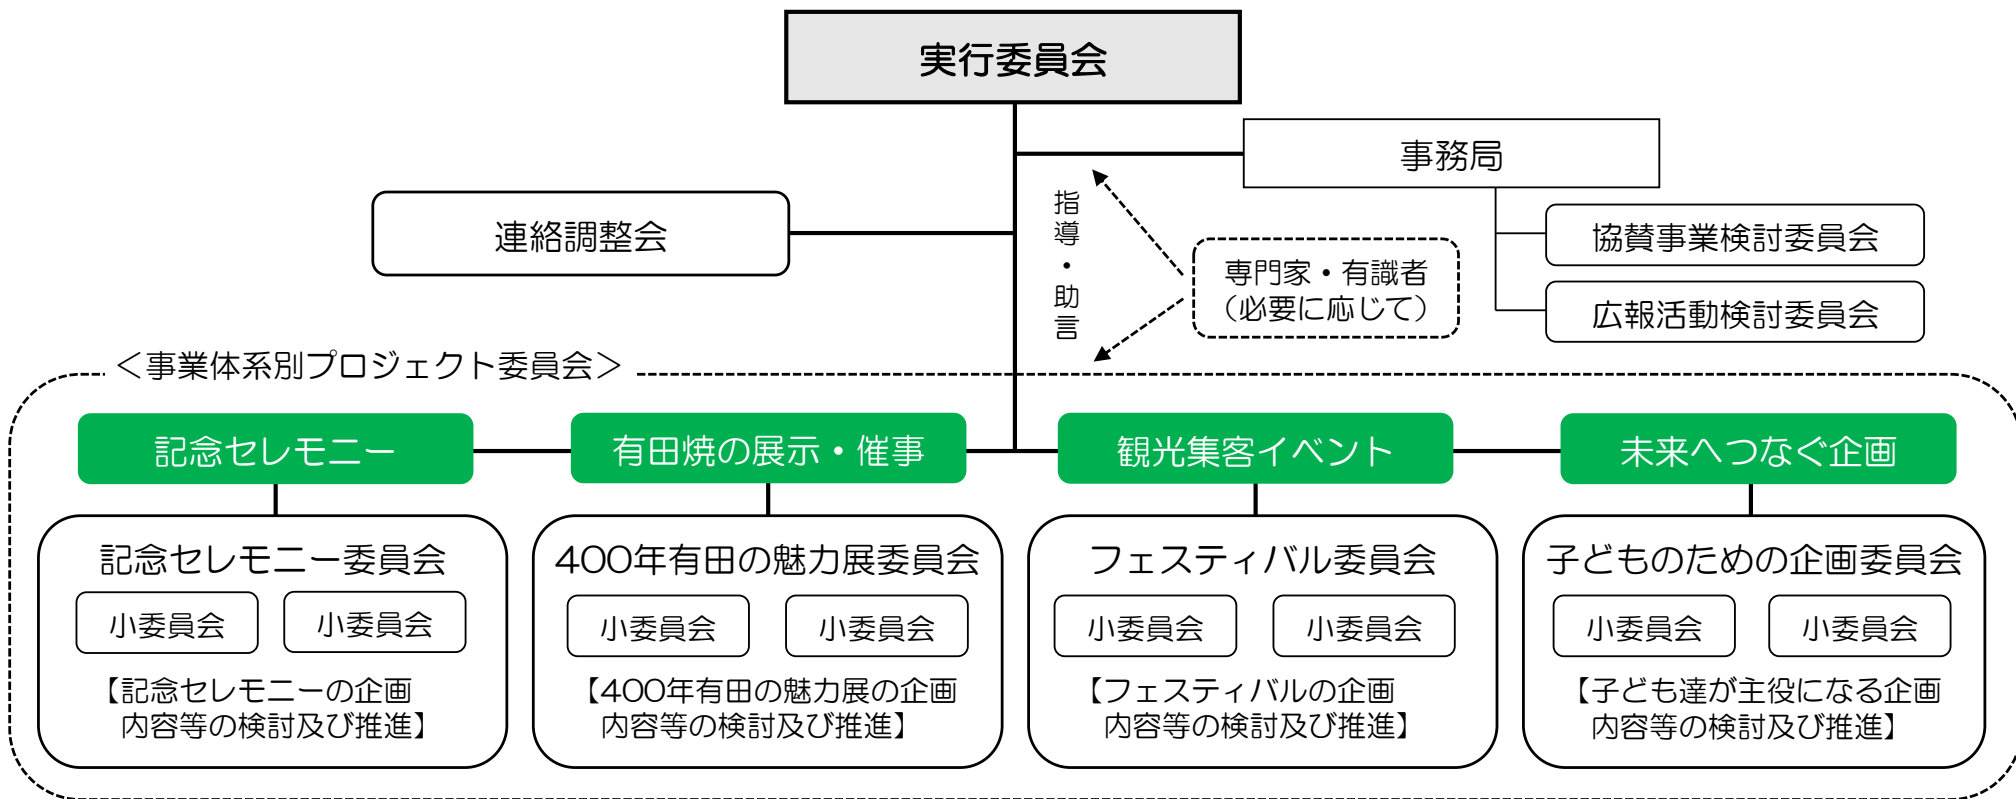 実行委員会
事務局
連絡調整会
指導・助言
専門家・有識者
（必要に応じて）
協賛事業検討委員会
広報活動検討委員会
＜事業体系別プロジェクト委員会＞
記念セレモニー
有田焼の展示・催事
観光集客イベント
未来へつなぐ企画
記念セレモニー委員会
小委員会
小委員会
【記念セレモニーの企画
内容等の検討及び推進】
400年有田の魅力展委員会
小委員会
小委員会
【400年有田の魅力展の企画
内容等の検討及び推進】
フェスティバル委員会
小委員会
小委員会
【フェスティバルの企画
内容等の検討及び推進】
子どものための企画委員会
小委員会
小委員会
【子ども達が主役になる企画
内容等の検討及び推進】